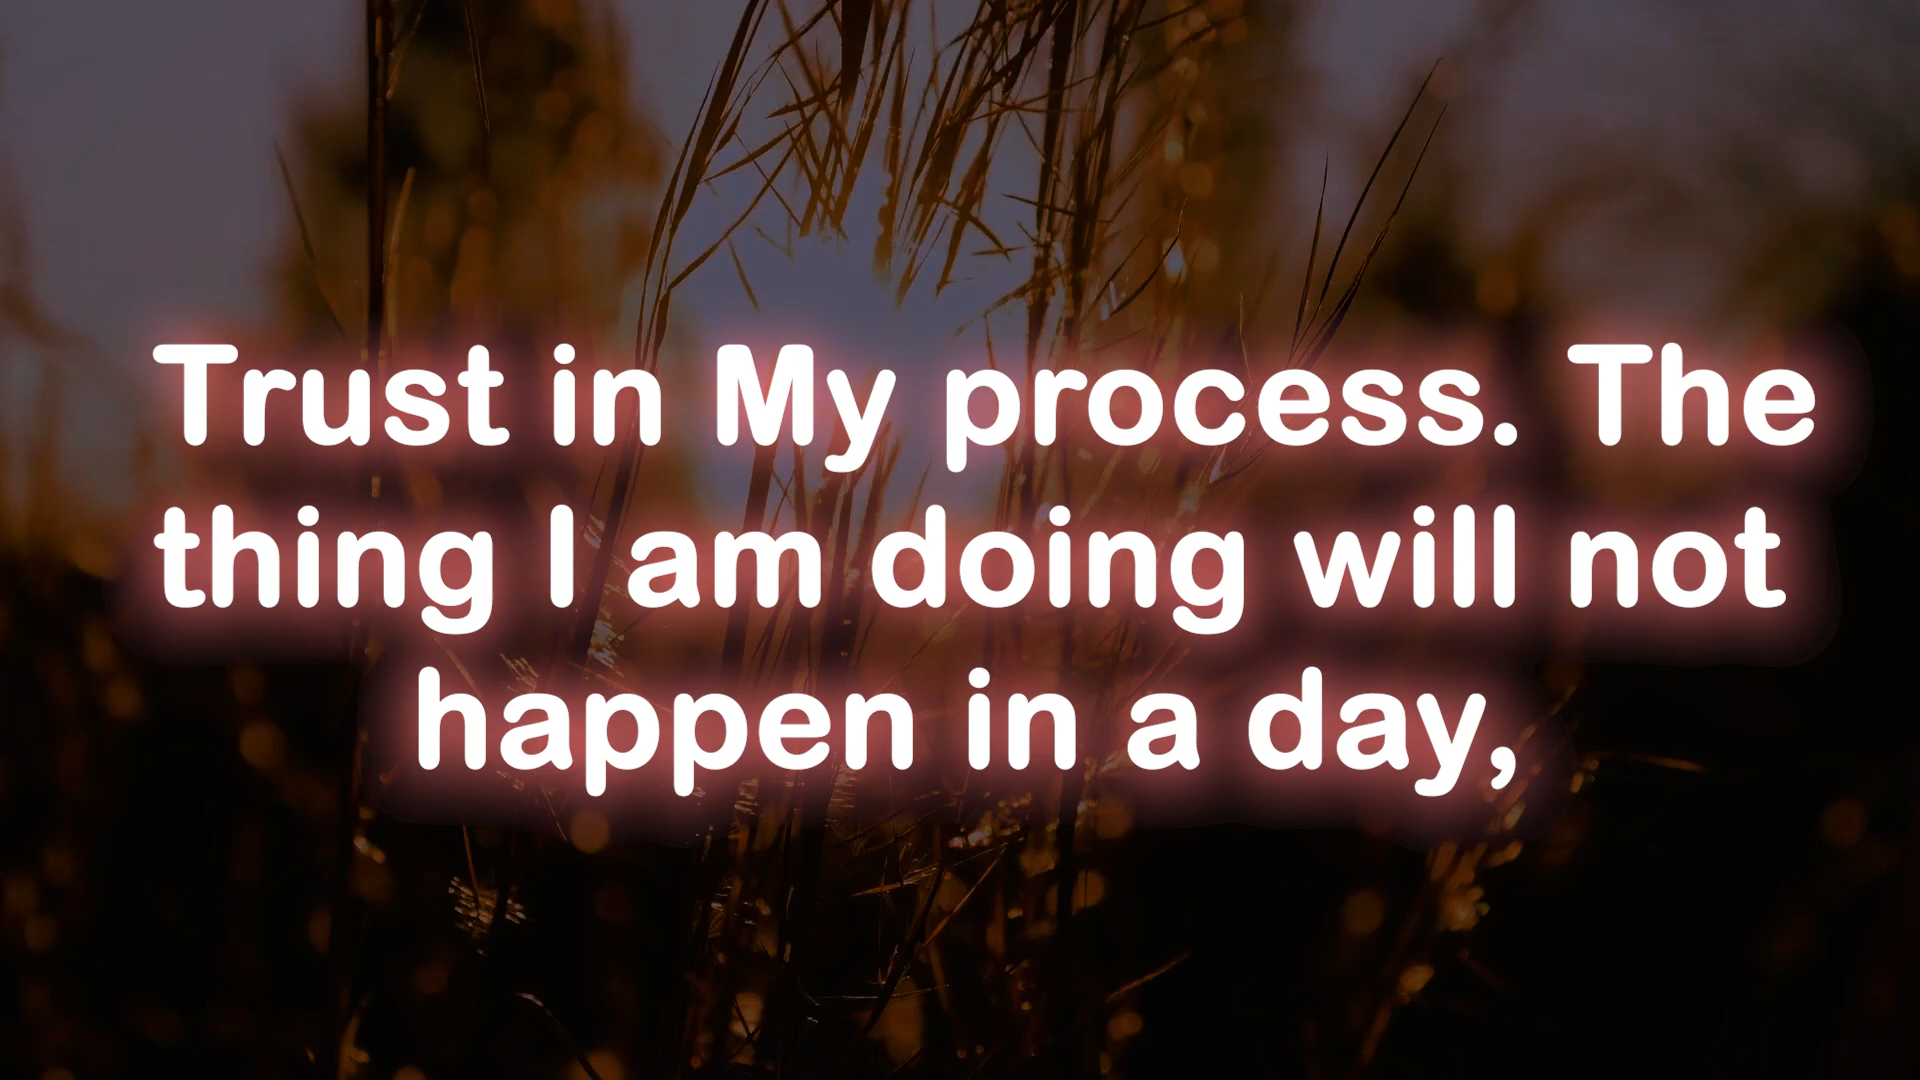 Trust in My process. The
thing I am doing will not
happen in a day,